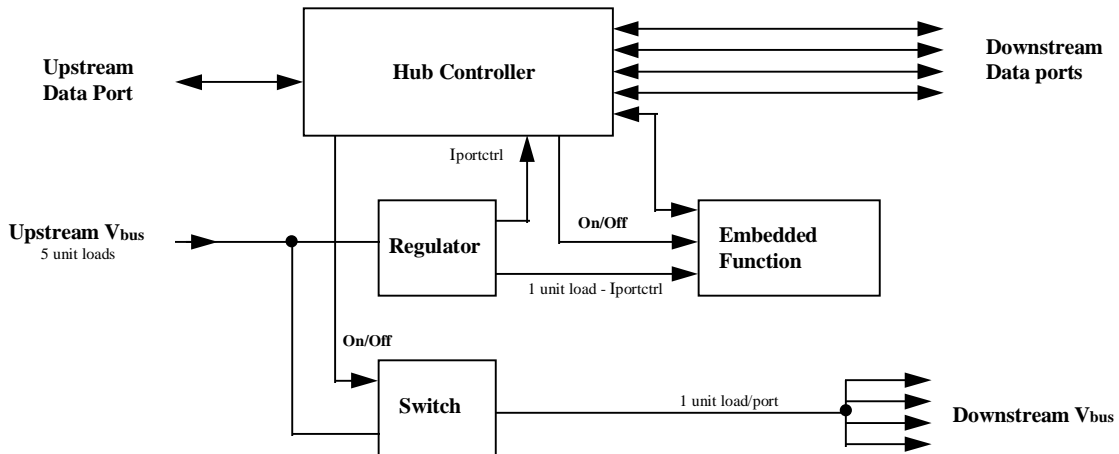 Upstream
Data Port
Hub Controller
Downstream
Data ports
Iportctrl
Upstream Vbus
5 unit loads
Regulator
On/Off
Embedded
Function
1 unit load - Iportctrl
On/Off
Switch
1 unit load/port
Downstream Vbus